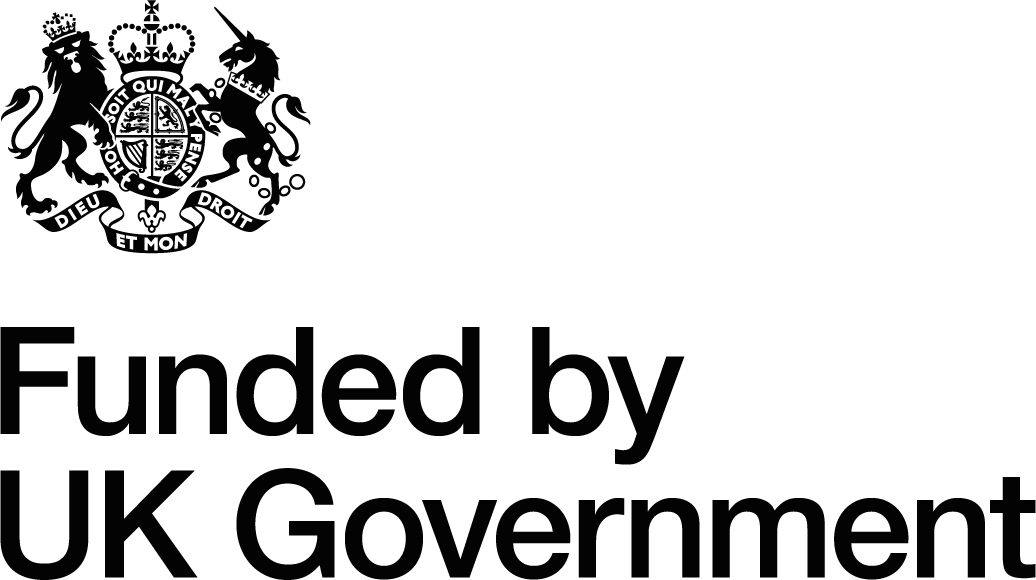 HONI SOIT QUI MAL Y PENSE
DIEU ET MON DROIT
Funded by
UK Government